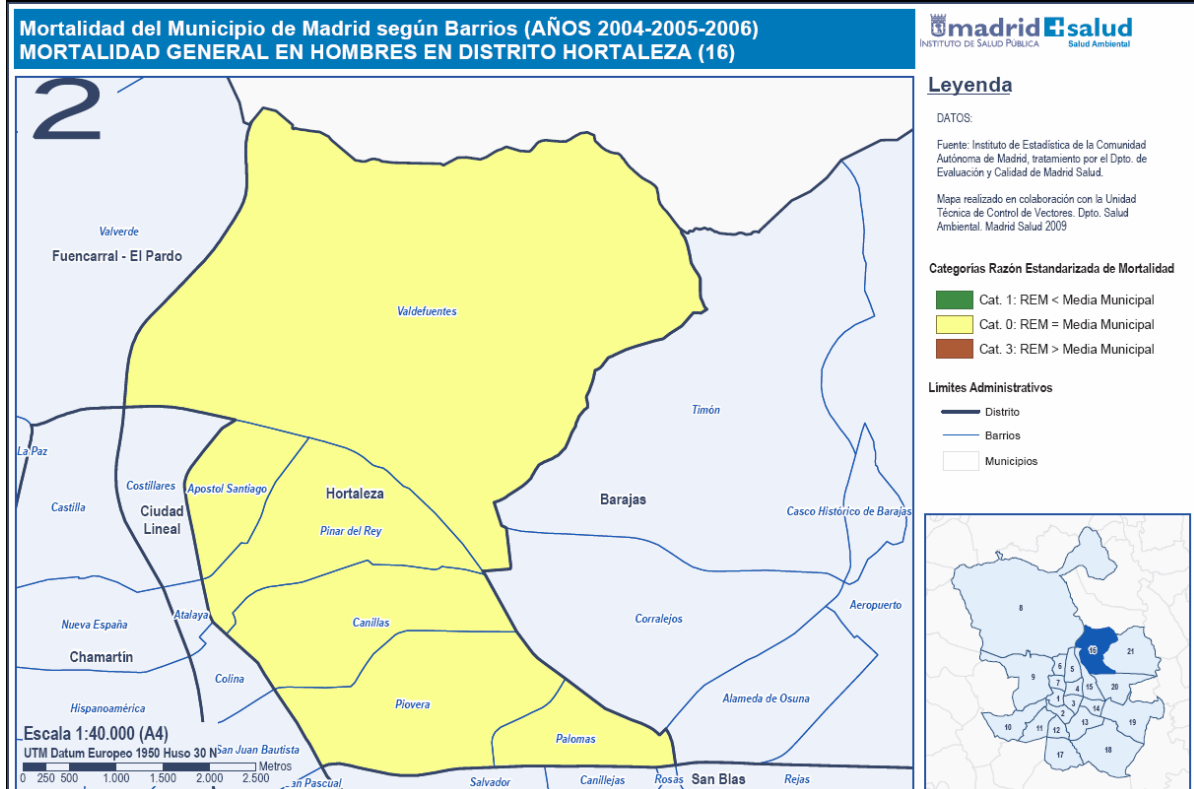 Mortalidad del Municipio de Madrid según Barrios (AÑOS 2004-2005-2006)
MORTALIDAD GENERAL EN HOMBRES EN DISTRITO HORTALEZA (16)
madrid salud
INSTITUTO DE SALUD PÚBLICA
Salud Ambiental
2
Valverde
Fuencarral - El Pardo
Valdefuentes
Timón
La Paz
Castilla
Costillares
Ciudad
Lineal
Apostol Santiago
Hortaleza
Pinar del Rey
Barajas
Casco Histórico de Barajas
Nueva España
Chamartín
Atalaya
Canillas
Corralejos
Aeropuerto
Colina
Hispanoamérica
Piovera
Alameda de Osuna
Palomas
San Juan Bautista
an Pascual
Salvador
Canillejas
Rosas
San Blas
Rejas
Escala 1:40.000 (A4)
UTM Datum Europeo 1950 Huso 30 N
Metros
0 250 500 1.000 1.500 2.000 2.500
Leyenda
DATOS:
Fuente: Instituto de Estadística de la Comunidad
Autónoma de Madrid, tratamiento por el Dpto. de
Evaluación y Calidad de Madrid Salud.
Mapa realizado en colaboración con la Unidad
Técnica de Control de Vectores. Dpto. Salud
Ambiental. Madrid Salud 2009
Categorías Razón Estandarizada de Mortalidad
Cat. 1: REM < Media Municipal
Cat. 0: REM = Media Municipal
Cat. 3: REM > Media Municipal
Limites Administrativos
Distrito
Barrios
Municipios
8
16
21
6
5
9
7
4
15
20
1
3
14
2
13
19
10
11
12
17
18